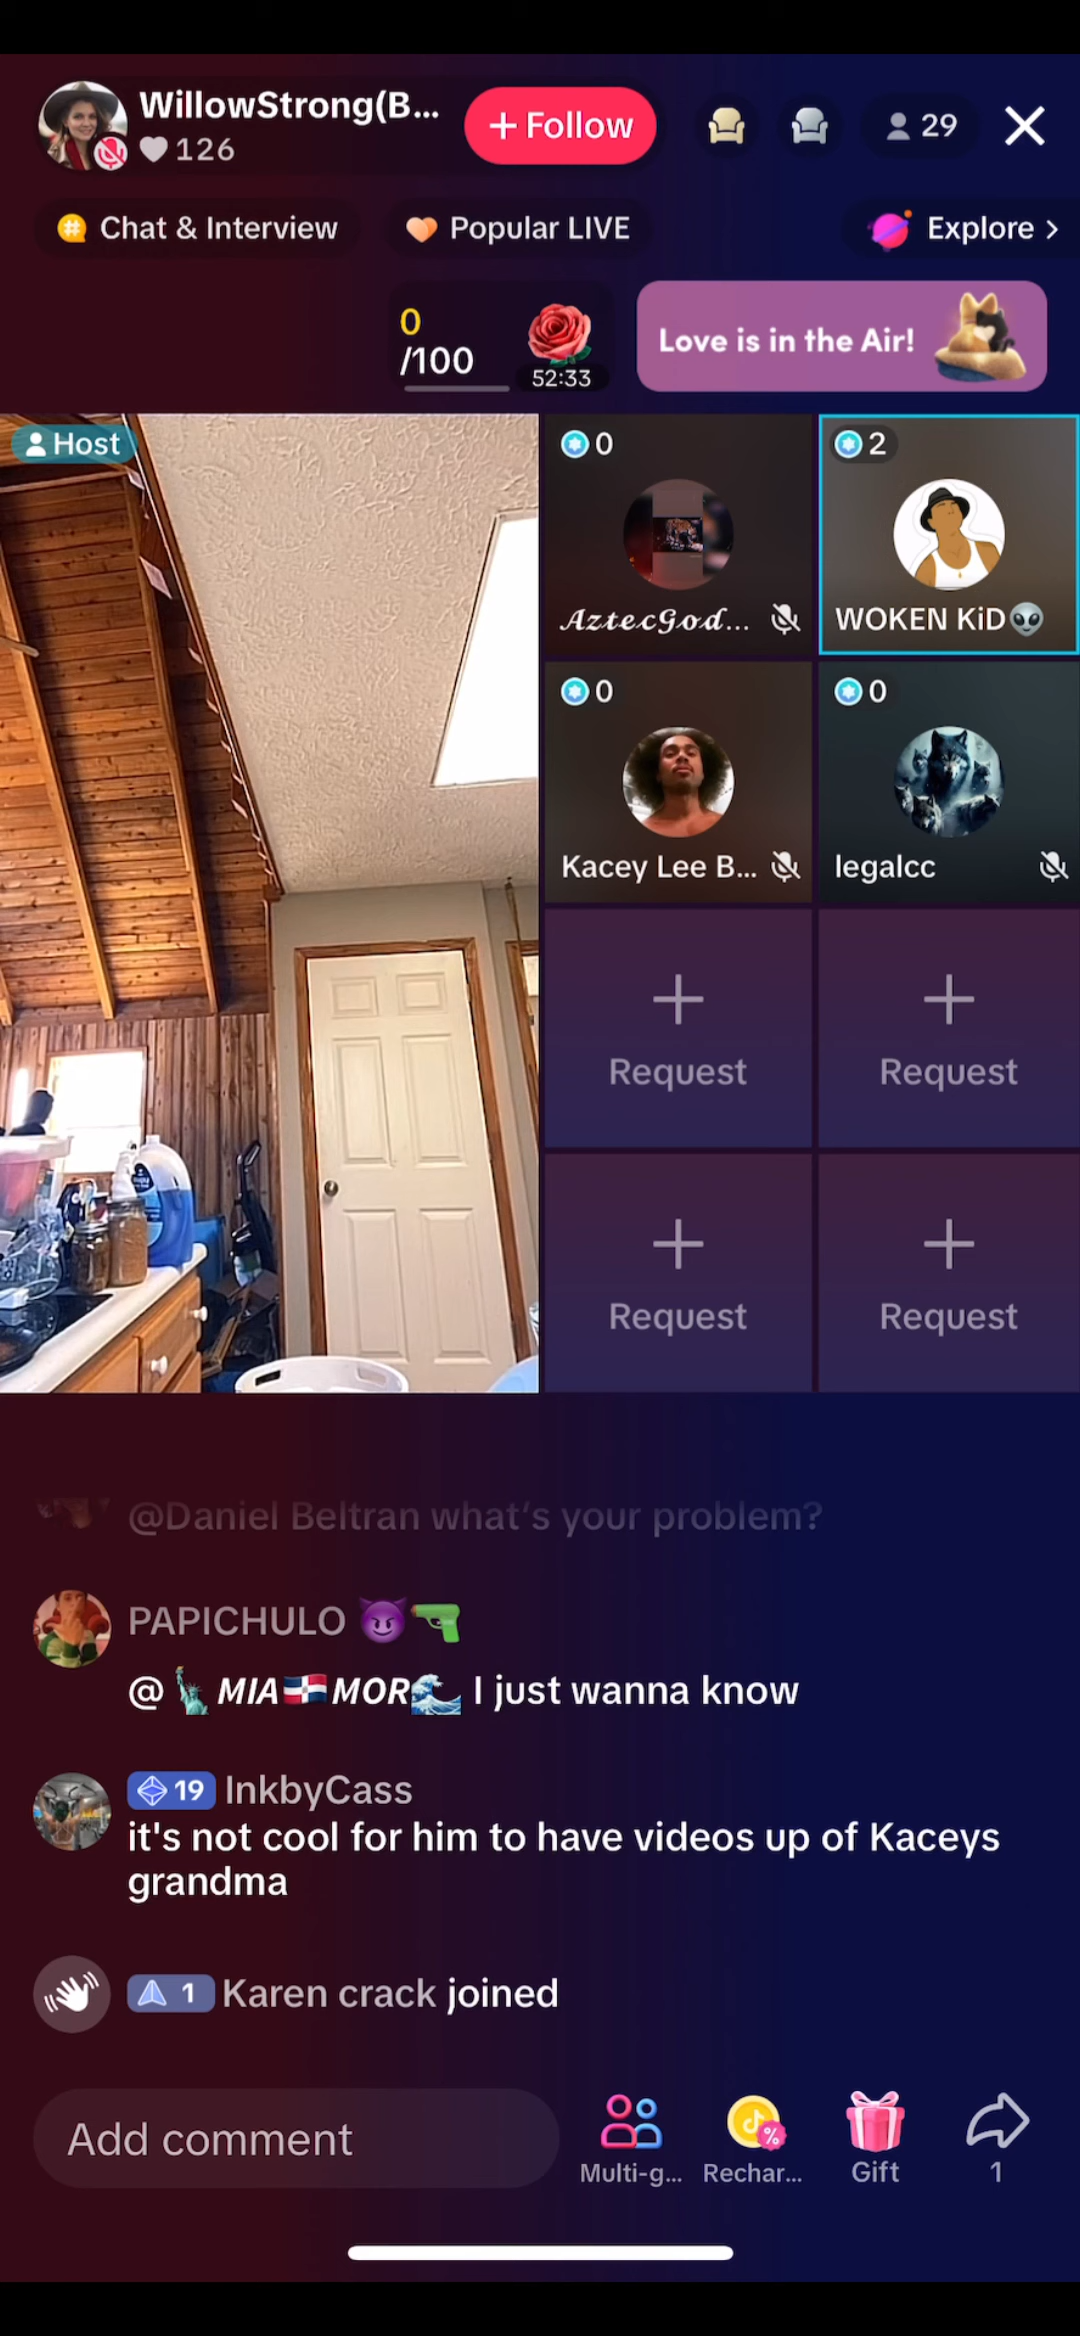 WillowStrong(B...
126
+ Follow
29
Chat & Interview
Popular LIVE
Explore >
0
/100
52:33
Love is in the Air!
Host
0
AztecGod...
2
WOKEN KiD👽
0
Kacey Lee B...
0
legalcc
Request
Request
Request
Request
@Daniel Beltran what's your problem?
PAPICHULO 😈🔫
@🗽MIA🇩🇴MOR🌊 I just wanna know
19 InkbyCass
it's not cool for him to have videos up of Kaceys
grandma
1 Karen crack joined
Add comment
Multi-g...
Rechar...
Gift
1